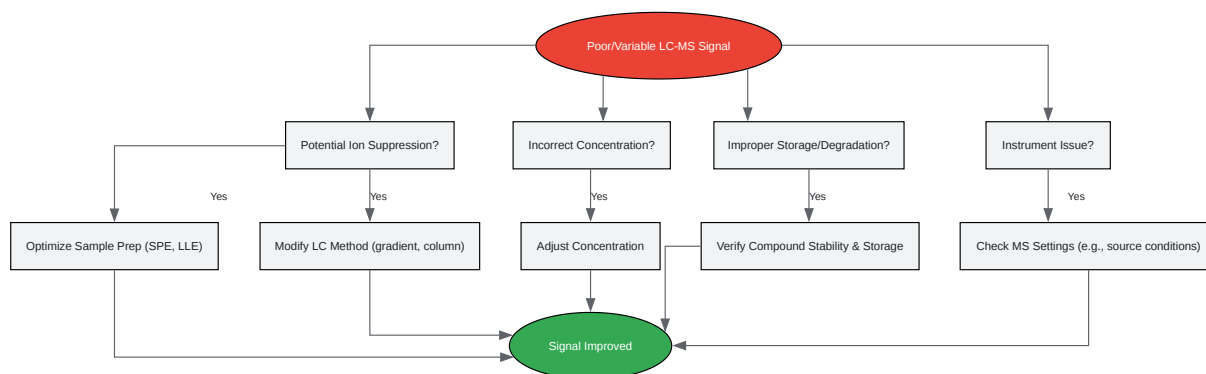 Poor/Variable LC-MS Signal
Potential Ion Suppression?
Incorrect Concentration?
Improper Storage/Degradation?
Instrument Issue?
Yes
Yes
Yes
Yes
Yes
Optimize Sample Prep (SPE, LLE)
Modify LC Method (gradient, column)
Adjust Concentration
Verify Compound Stability & Storage
Check MS Settings (e.g., source conditions)
Signal Improved